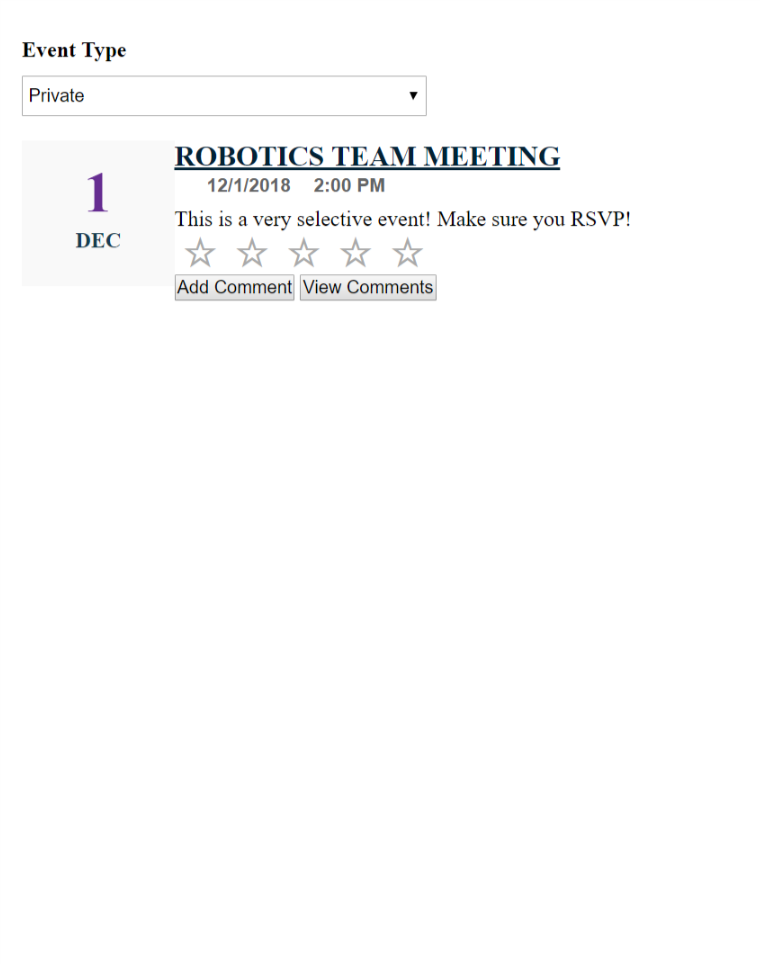 Event Type
Private
1
DEC
ROBOTICS TEAM MEETING
12/1/2018 2:00 PM
This is a very selective event! Make sure you RSVP!
Add Comment View Comments